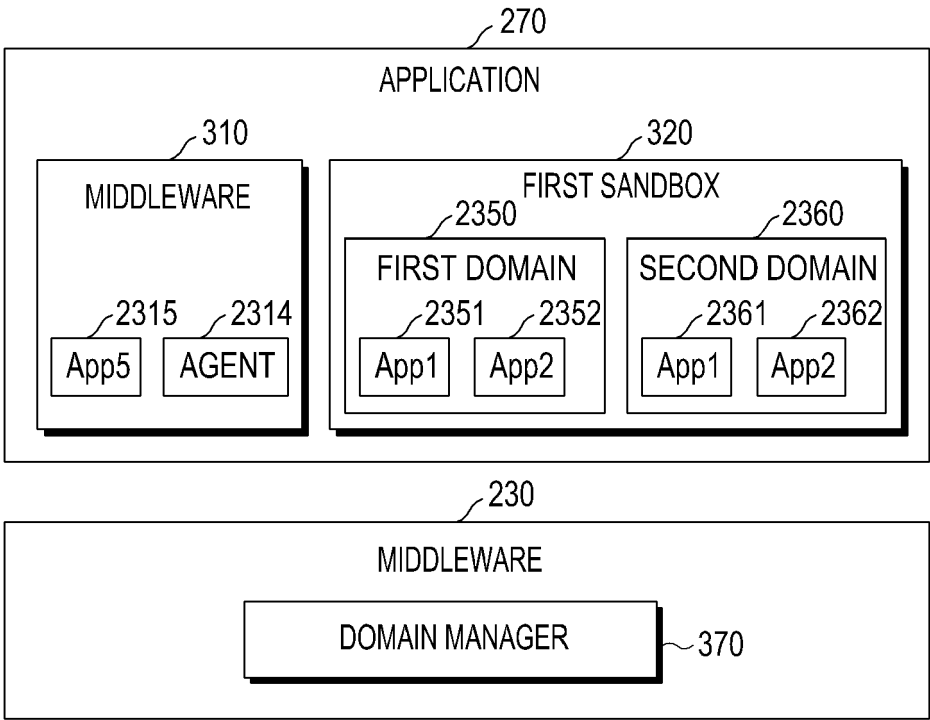 270
APPLICATION
310
320
MIDDLEWARE
FIRST SANDBOX
2350
2360
FIRST DOMAIN
SECOND DOMAIN
2315
2314
2351
2352
2361
2362
App5
AGENT
App1
App2
App1
App2
230
MIDDLEWARE
DOMAIN MANAGER
370